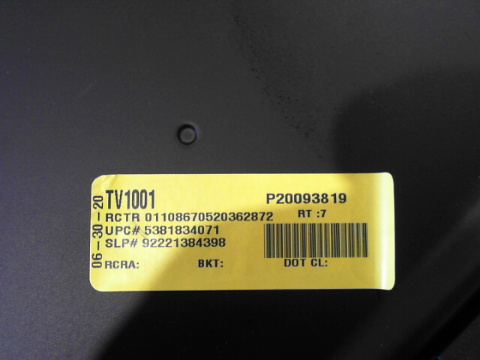 06-30-20
TV1001 P20093819
RCTR 01108670520362872 RT :7
UPC# 5381834071
SLP# 92221384398
RCRA: BKT: DOT CL: